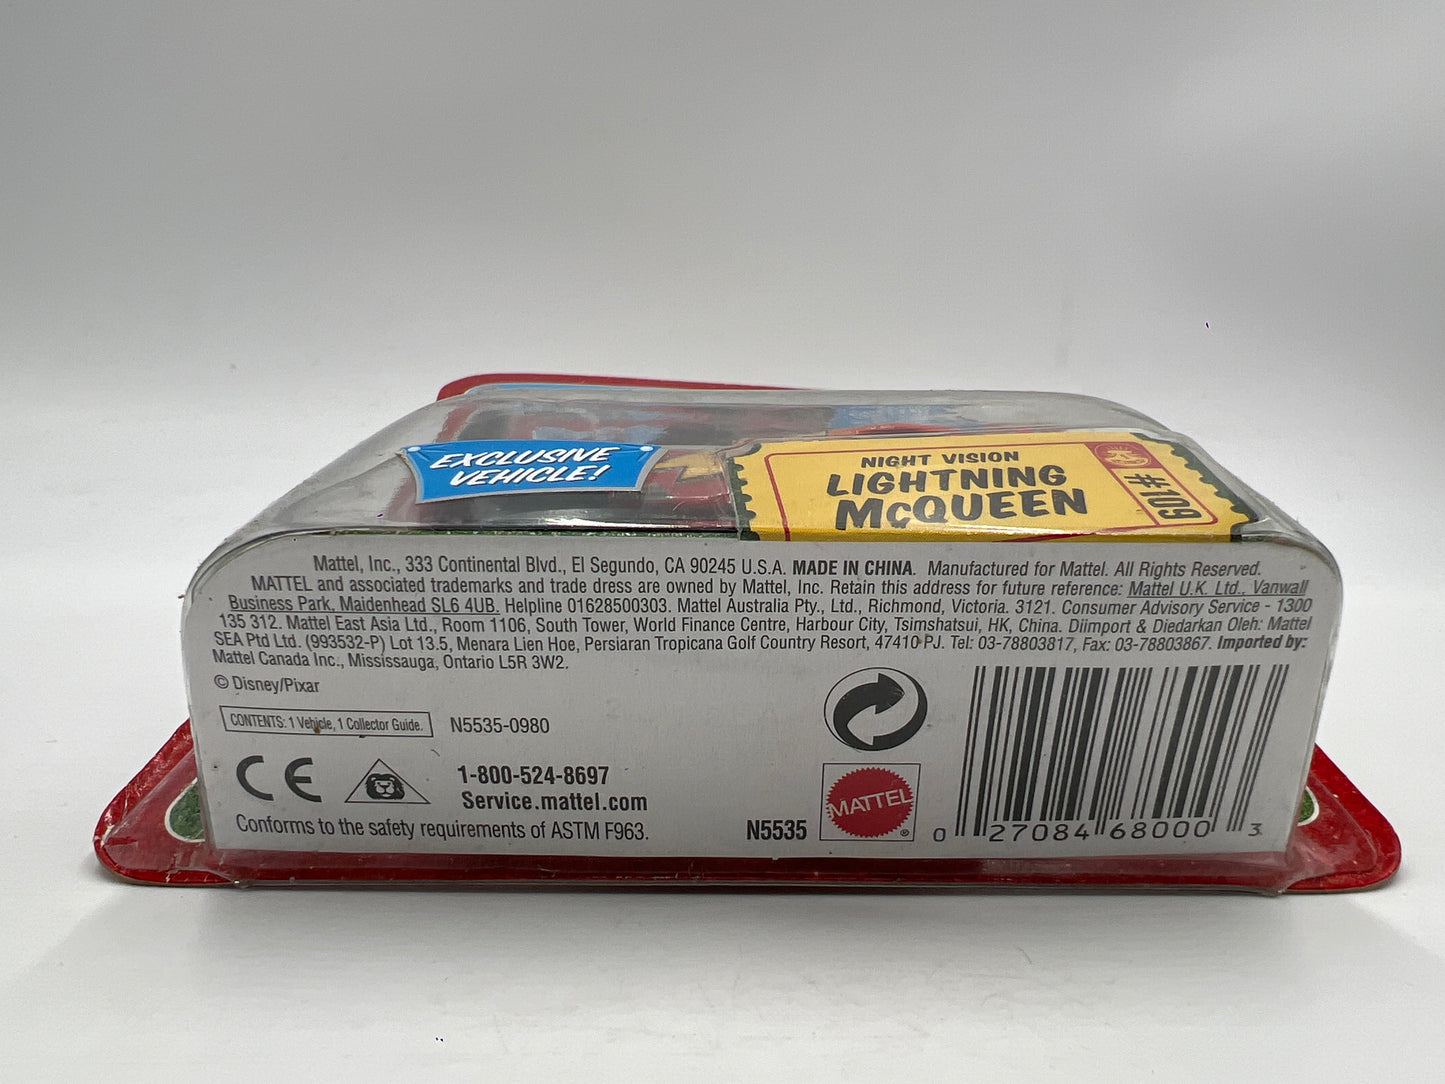 EXCLUSIVE
VEHICLE!
NIGHT VISION
LIGHTNING
McQUEEN
#109
Mattel, Inc., 333 Continental Blvd., El Segundo, CA 90245 U.S.A. MADE IN CHINA. Manufactured for Mattel. All Rights Reserved.
MATTEL and associated trademarks and trade dress are owned by Mattel, Inc. Retain this address for future reference: Mattel U.K. Ltd., Vanwall
Business Park, Maidenhead SL6 4UB. Helpline 01628500303. Mattel Australia Pty., Ltd., Richmond, Victoria. 3121. Consumer Advisory Service - 1300
135 312. Mattel East Asia Ltd., Room 1106, South Tower, World Finance Centre, Harbour City, Tsimshatsui, HK, China. Diimport & Diedarkan Oleh: Mattel
SEA Ptd Ltd. (993532-P) Lot 13.5, Menara Lien Hoe, Persiaran Tropicana Golf Country Resort, 47410 PJ. Tel: 03-78803817, Fax: 03-78803867. Imported by:
Mattel Canada Inc., Mississauga, Ontario L5R 3W2.
© Disney/Pixar
CONTENTS: 1 Vehicle, 1 Collector Guide. N5535-0980
CE
1-800-524-8697
Service.mattel.com
Conforms to the safety requirements of ASTM F963.
N5535
MATTEL ®
0 27084 68000 3